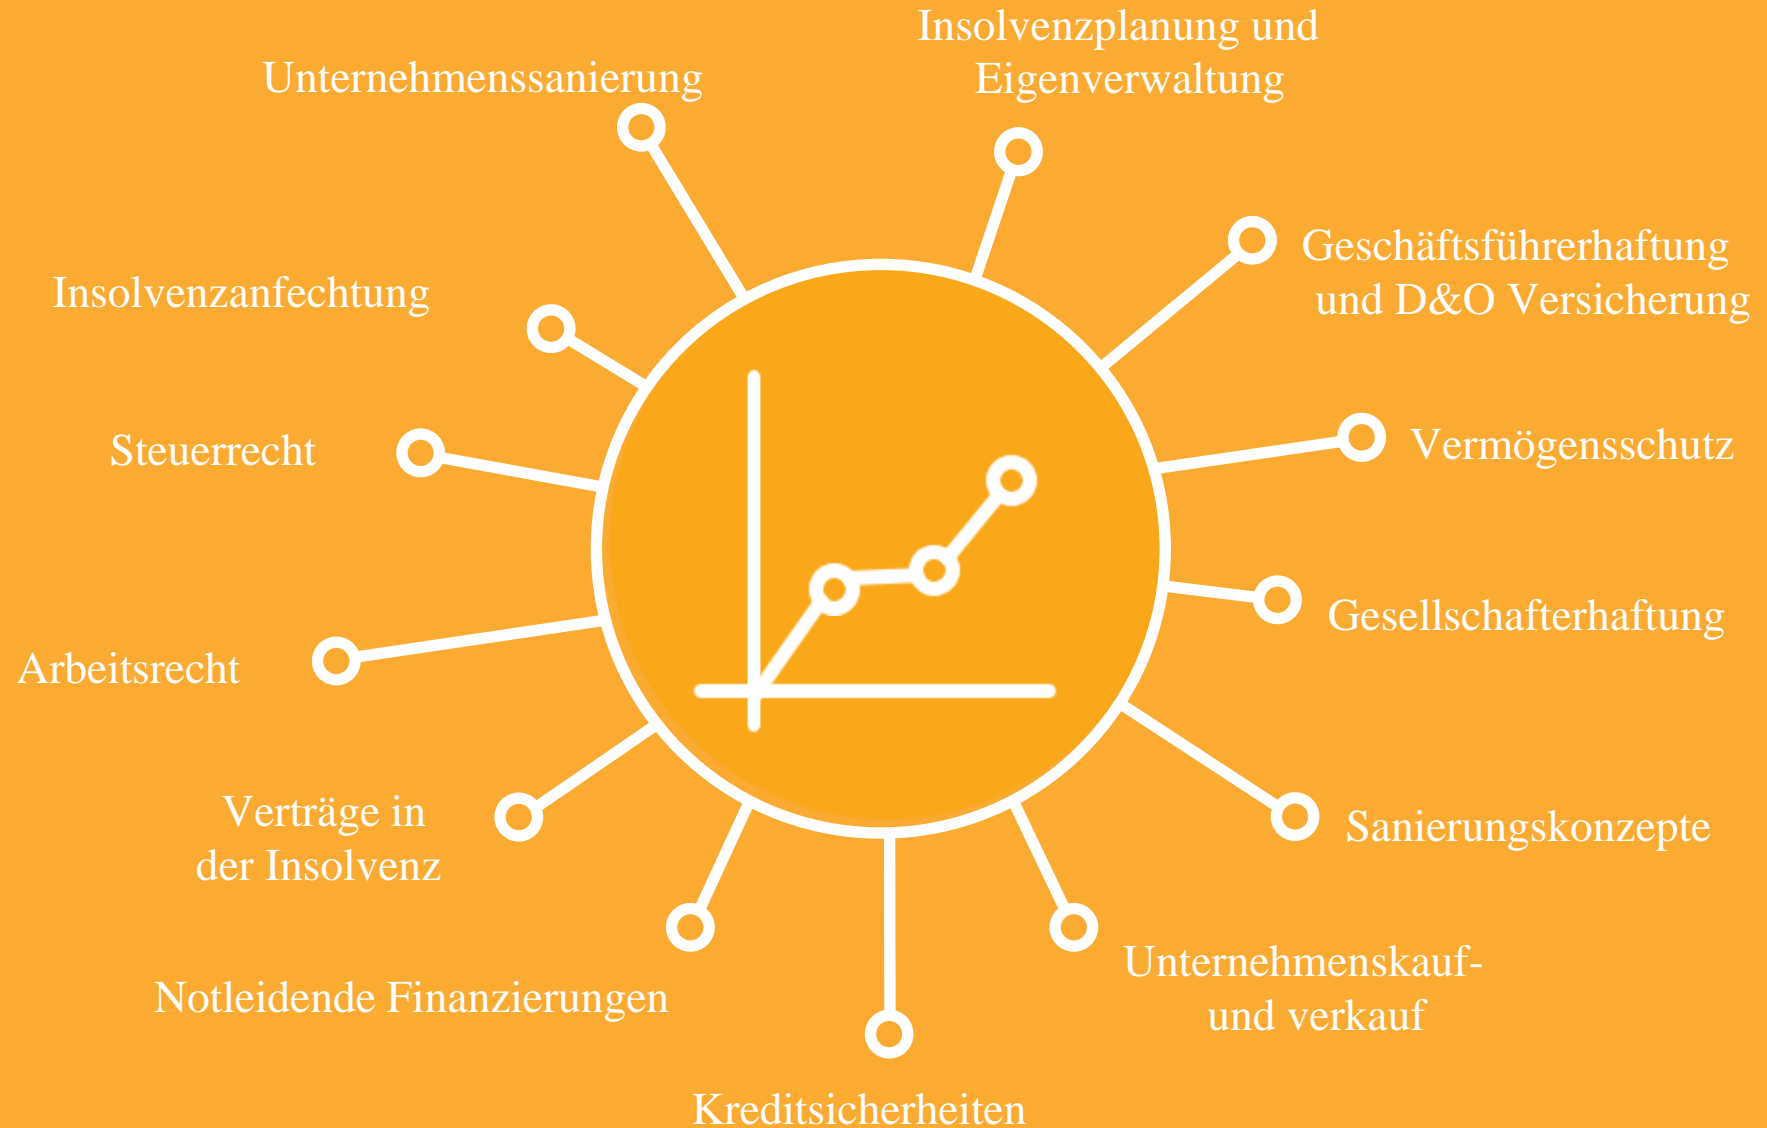 Insolvenzplanung und
Eigenverwaltung
Unternehmenssanierung
Geschäftsführerhaftung
und D&O Versicherung
Insolvenzanfechtung
Vermögensschutz
Steuerrecht
Gesellschafterhaftung
Arbeitsrecht
Verträge in
der Insolvenz
Sanierungskonzepte
Unternehmenskauf-
und verkauf
Notleidende Finanzierungen
Kreditsicherheiten